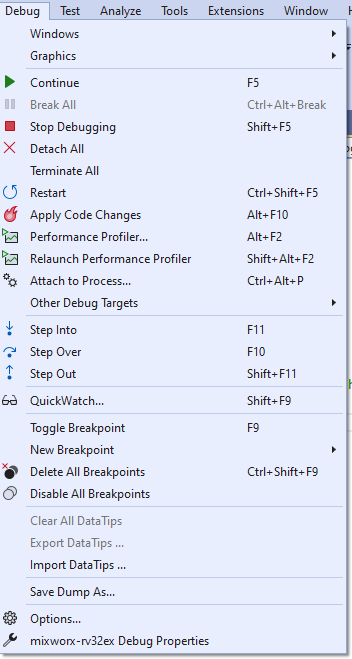 Debug Test Analyze Tools Extensions Window
Windows
Graphics
Continue F5
Break All Ctrl+Alt+Break
Stop Debugging Shift+F5
Detach All
Terminate All
Restart Ctrl+Shift+F5
Apply Code Changes Alt+F10
Performance Profiler... Alt+F2
Relaunch Performance Profiler Shift+Alt+F2
Attach to Process... Ctrl+Alt+P
Other Debug Targets
Step Into F11
Step Over F10
Step Out Shift+F11
QuickWatch... Shift+F9
Toggle Breakpoint F9
New Breakpoint
Delete All Breakpoints Ctrl+Shift+F9
Disable All Breakpoints
Clear All DataTips
Export DataTips ...
Import DataTips ...
Save Dump As...
Options...
mixworx-rv32ex Debug Properties